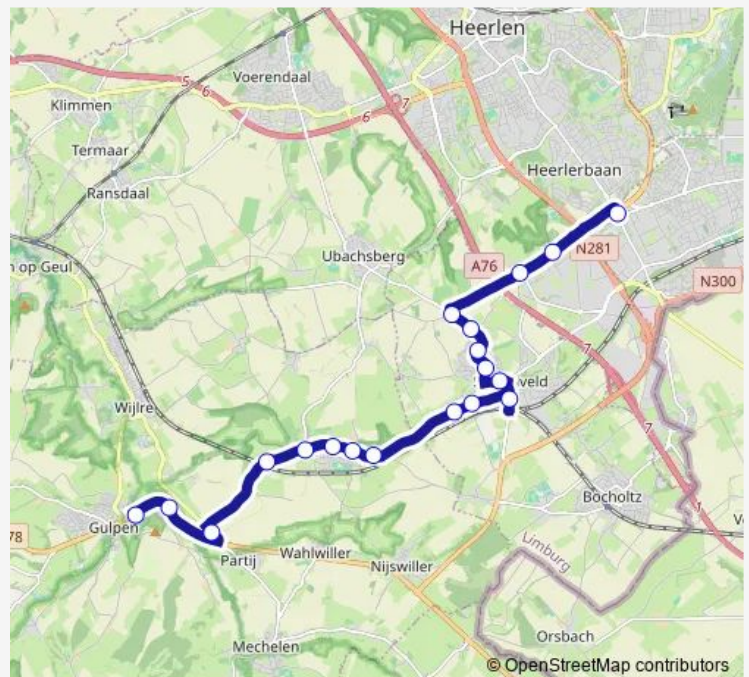 Heerlen
5
6
Voerendaal
7
6
Klimmen
Termaar
Heerlerbaan
Ransdaal
Ubachsberg
N281
n op Geul
A76
N300
7
veld
Wijlre
7
Bocholtz
Gulpen
1
78
Limburg
Partij
Wahlwiller
Nijswiller
Mechelen
Orsbach
© OpenStreetMap contributors